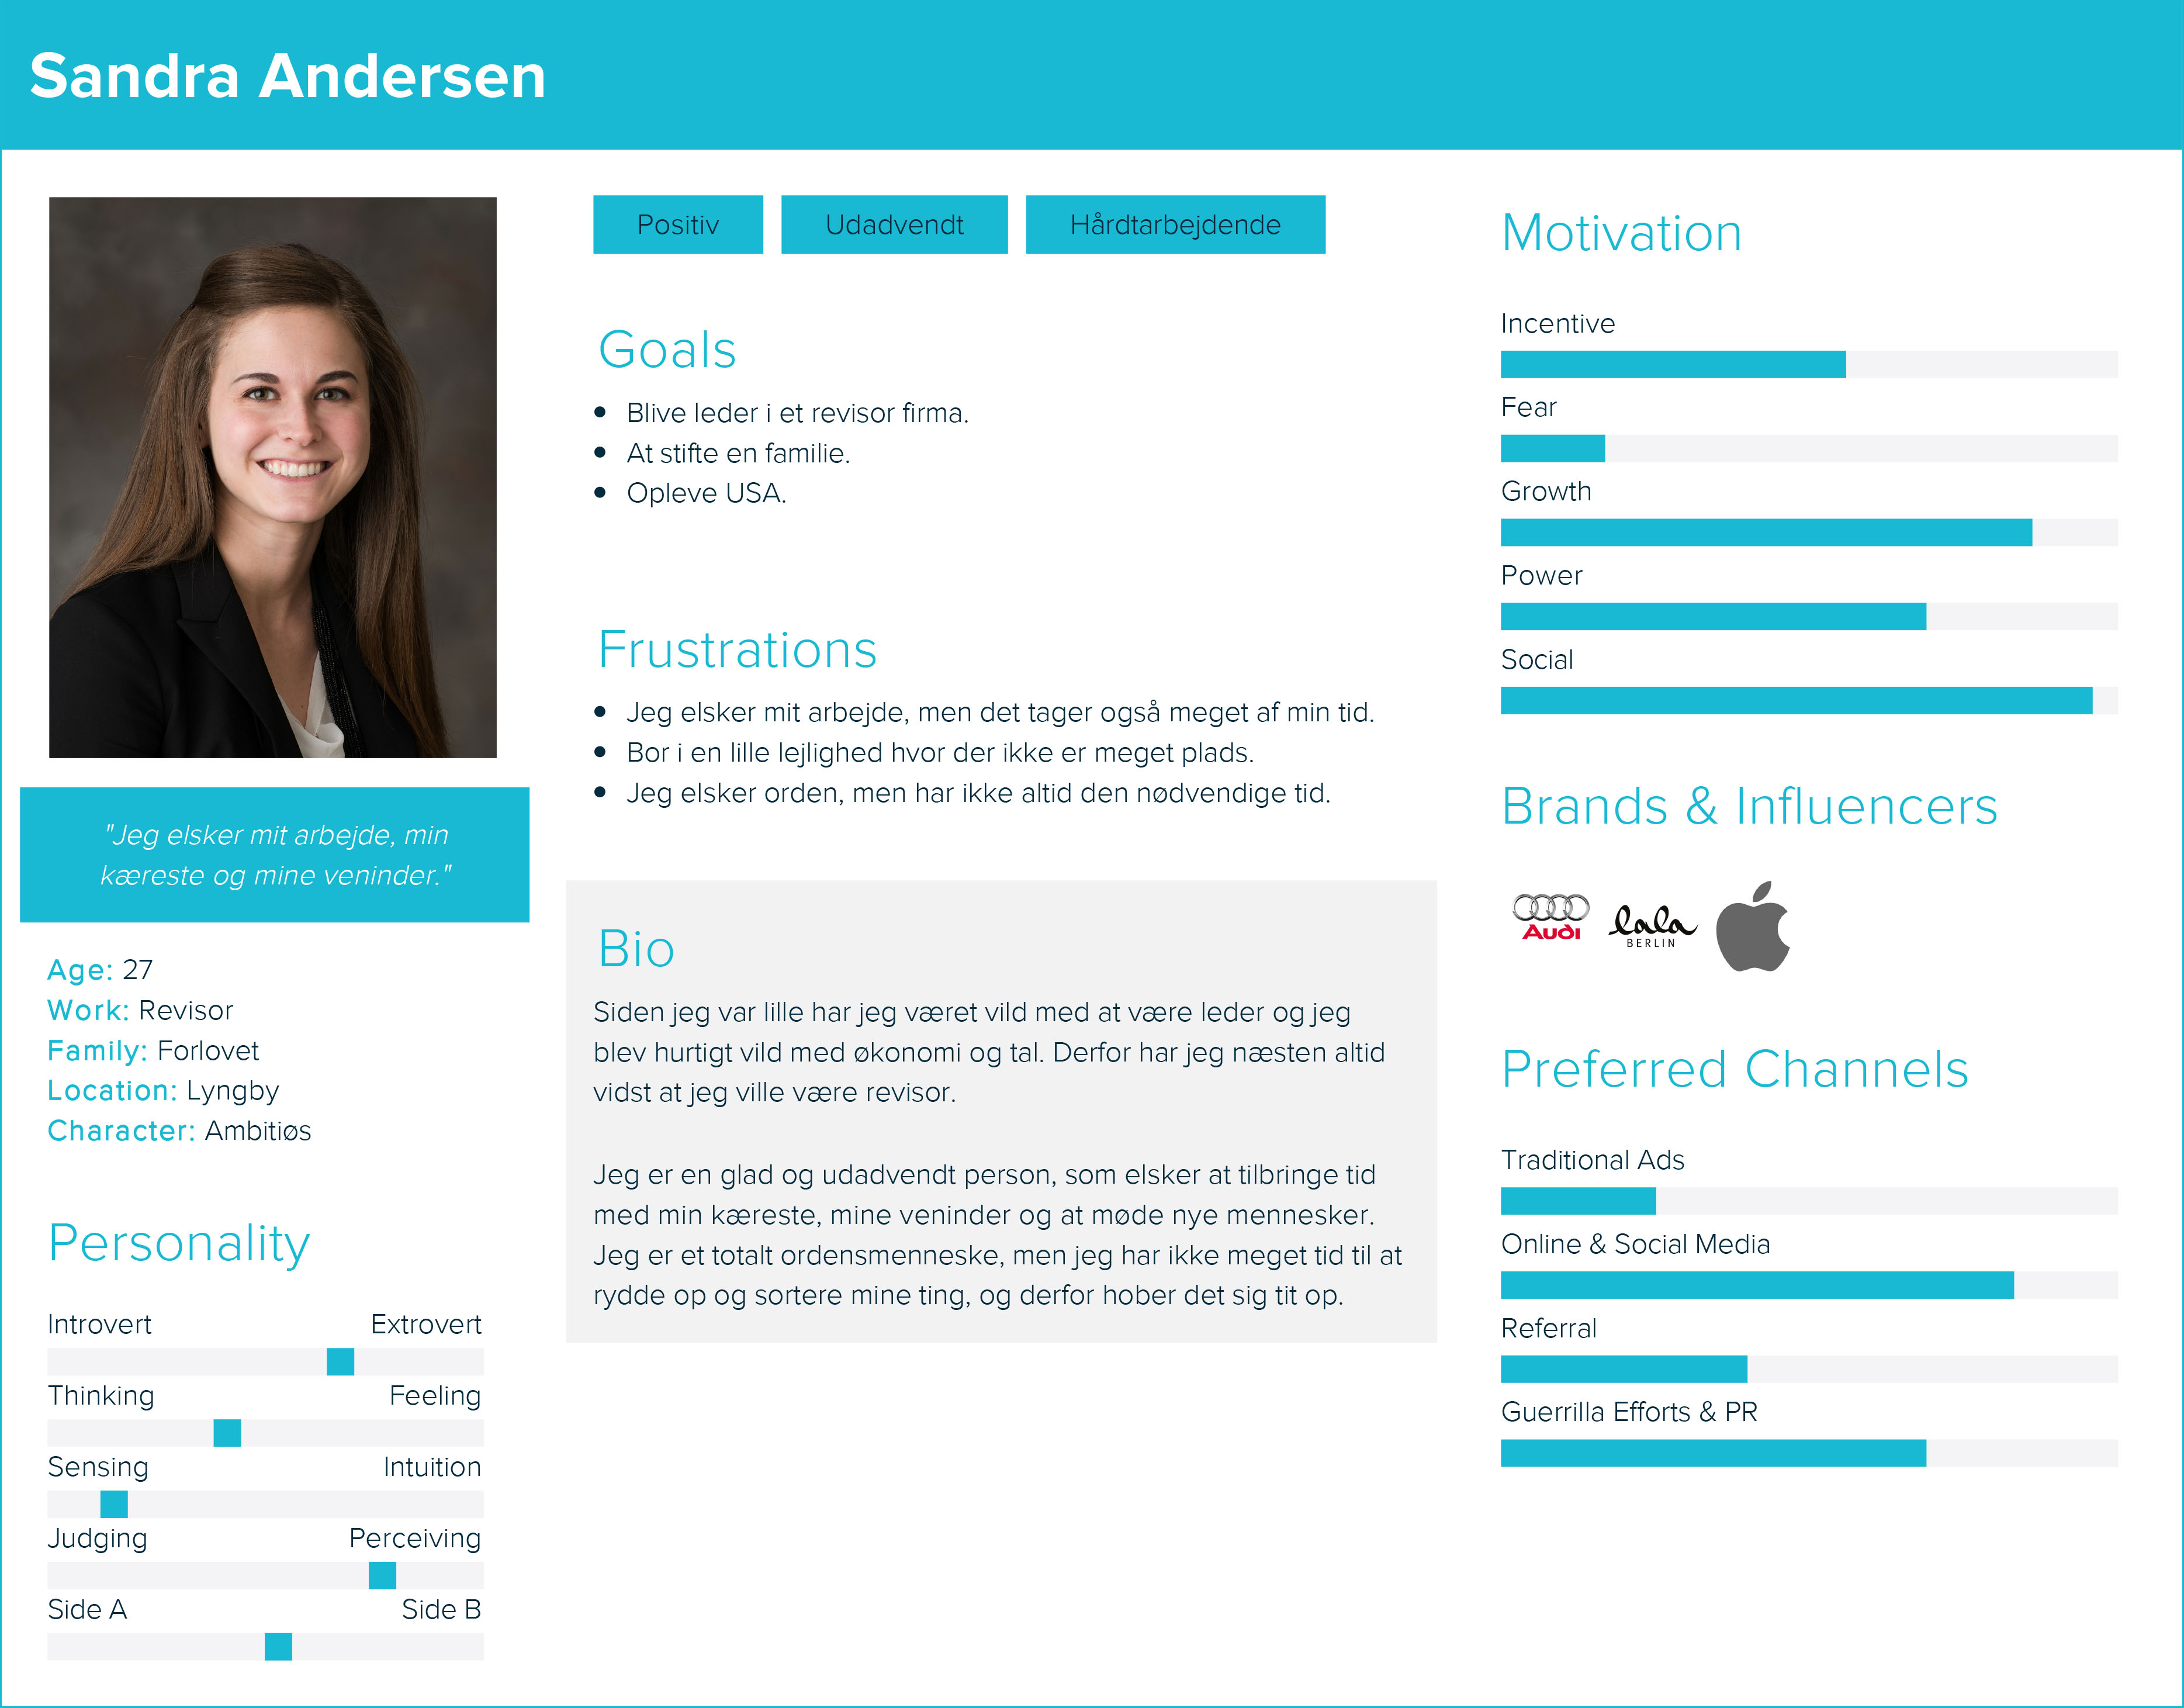 Sandra Andersen
"Jeg elsker mit arbejde, min
kæreste og mine veninder."
Age: 27
Work: Revisor
Family: Forlovet
Location: Lyngby
Character: Ambitiøs
Personality
Introvert Extrovert
Thinking Feeling
Sensing Intuition
Judging Perceiving
Side A Side B
Positiv Udadvendt Hårdtarbejdende
Goals
• Blive leder i et revisor firma.
• At stifte en familie.
• Opleve USA.
Frustrations
• Jeg elsker mit arbejde, men det tager også meget af min tid.
• Bor i en lille lejlighed hvor der ikke er meget plads.
• Jeg elsker orden, men har ikke altid den nødvendige tid.
Bio
Siden jeg var lille har jeg været vild med at være leder og jeg
blev hurtigt vild med økonomi og tal. Derfor har jeg næsten altid
vidst at jeg ville være revisor.
Jeg er en glad og udadvendt person, som elsker at tilbringe tid
med min kæreste, mine veninder og at møde nye mennesker.
Jeg er et totalt ordensmenneske, men jeg har ikke meget tid til at
rydde op og sortere mine ting, og derfor hober det sig tit op.
Motivation
Incentive
Fear
Growth
Power
Social
Brands & Influencers
Audi
lala
BERLIN
Preferred Channels
Traditional Ads
Online & Social Media
Referral
Guerrilla Efforts & PR